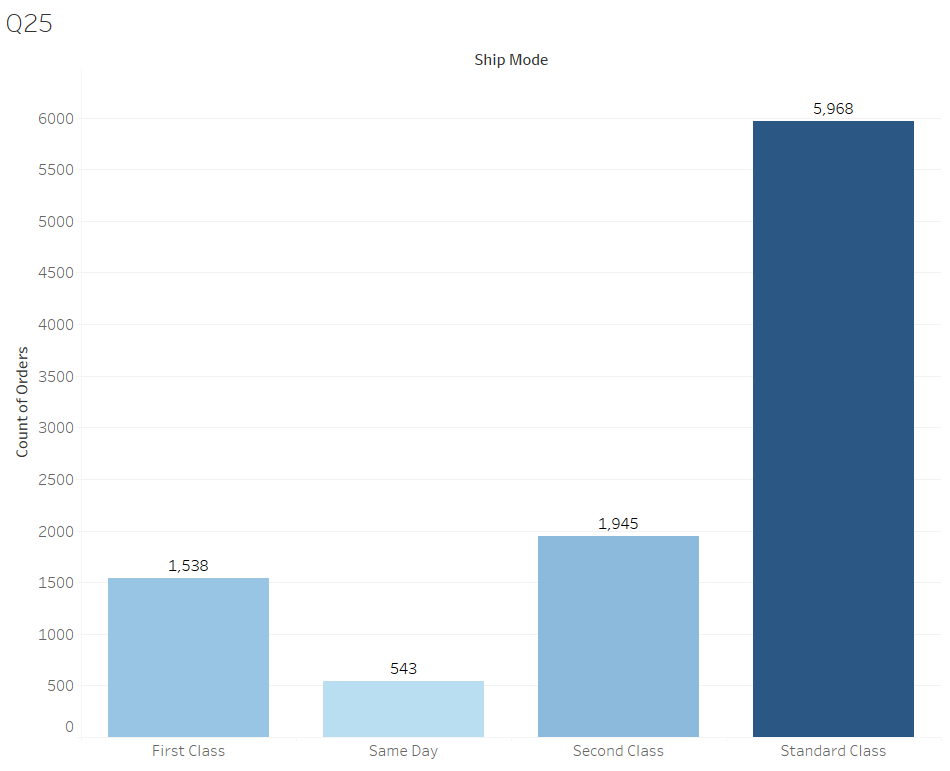 Q25
Ship Mode
Count of Orders
6000
5500
5000
4500
4000
3500
3000
2500
2000
1500
1000
500
0
1,538
543
1,945
5,968
First Class
Same Day
Second Class
Standard Class